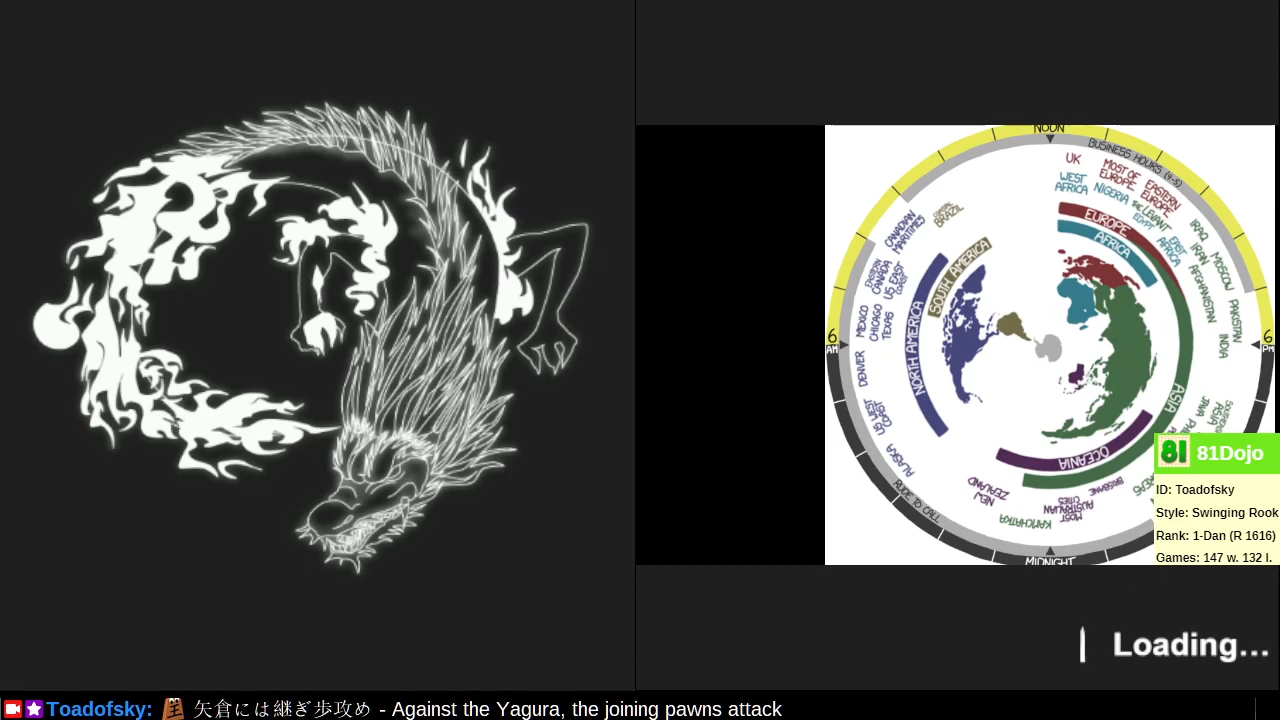 NOON
BUSINESS HOURS (9-5)
UK
MOST OF EUROPE
EASTERN EUROPE
WEST AFRICA
NIGERIA
THE LEVANT
EGYPT
EAST AFRICA
IRAQ
IRAN
MOSCOW
AFGHANISTAN
PAKISTAN
INDIA
BRAZIL
CANADIAN MARITIMES
EASTERN CANADA
US EAST COAST
EUROPE
AFRICA
SOUTH AMERICA
NORTH AMERICA
MEXICO
CHICAGO
TEXAS
DENVER
US WEST COAST
ALASKA
6
AM
6
PM
ASIA
OCEANIA
NEW ZEALAND
KAMCHATKA
MOST AUSTRALIAN CITIES
BRISBANE
RUDE TO CALL
MIDNIGHT
81 81Dojo
ID: Toadofsky
Style: Swinging Rook
Rank: 1-Dan (R 1616)
Games: 147 w. 132 l.
Loading...
Toadofsky: 矢倉には継ぎ歩攻め - Against the Yagura, the joining pawns attack